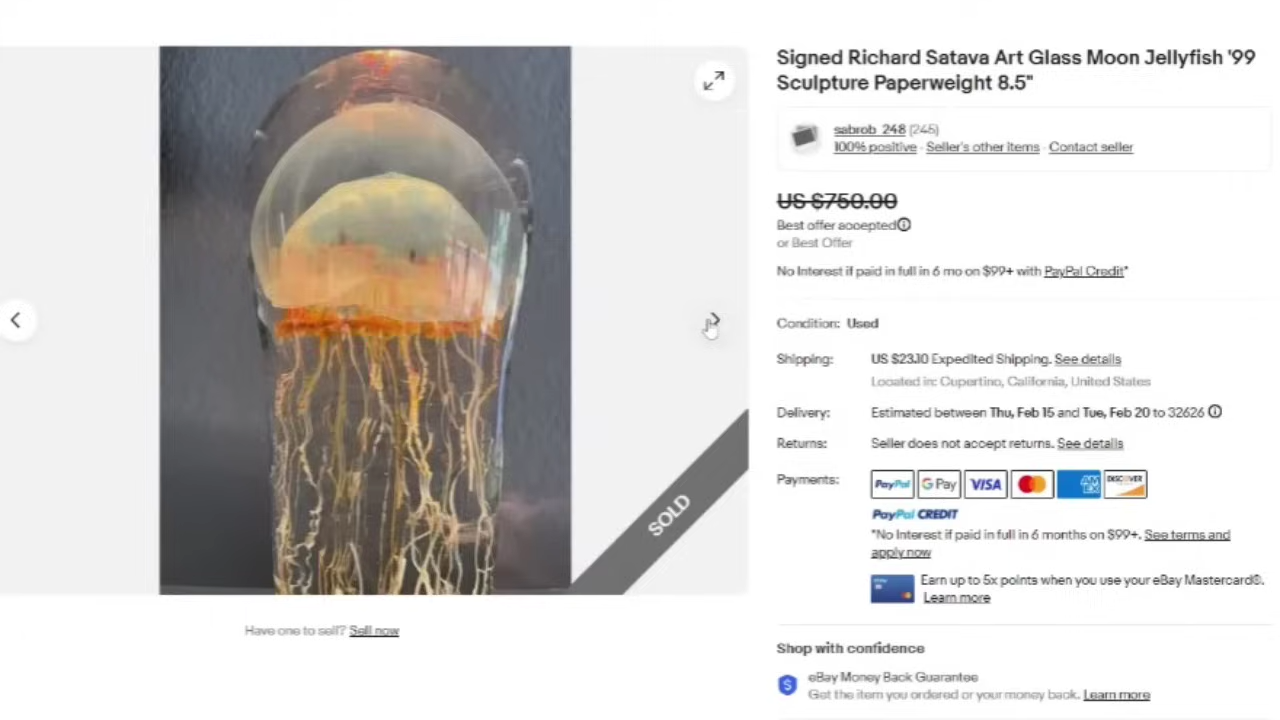 Signed Richard Satava Art Glass Moon Jellyfish '99
Sculpture Paperweight 8.5"
sabrob_248 (245)
100% positive · Seller's other items · Contact seller
US $750.00
Best offer accepted
or Best Offer
No Interest if paid in full in 6 mo on $99+ with PayPal Credit*
Condition: Used
Shipping: US $23.10 Expedited Shipping. See details
Located in: Cupertino, California, United States
Delivery: Estimated between Thu, Feb 15 and Tue, Feb 20 to 32626
Returns: Seller does not accept returns. See details
Payments: PayPal G Pay VISA AM EX DISCOVER
PayPal CREDIT
*No Interest if paid in full in 6 months on $99+. See terms and
apply now
Earn up to 5x points when you use your eBay Mastercard®.
Learn more
SOLD
Have one to sell? Sell now
Shop with confidence
eBay Money Back Guarantee
Get the item you ordered or your money back. Learn more